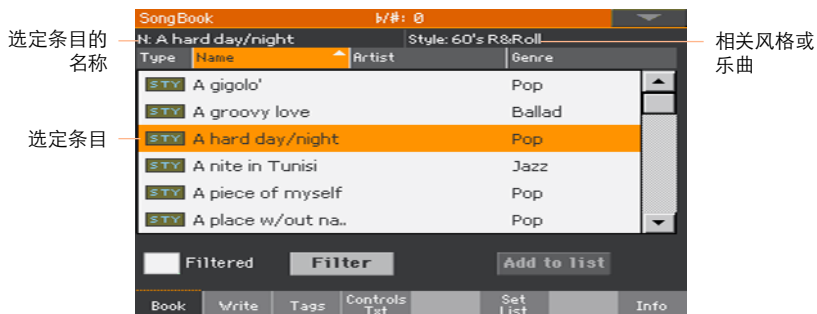 SongBook ♭/#: 0
选定条目的
名称
N: A hard day/night Style: 60's R&Roll
相关风格或
乐曲
Type Name Artist Genre
STY A gigolo' Pop
STY A groovy love Ballad
选定条目
STY A hard day/night Pop
STY A nite in Tunisi Jazz
STY A piece of myself Pop
STY A place w/out na.. Pop
Filtered Filter Add to list
Book Write Tags Controls Txt Set List Info